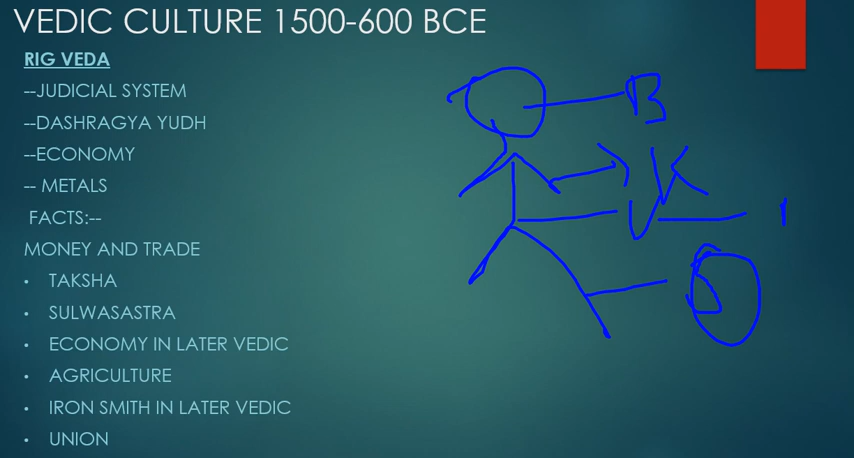 VEDIC CULTURE 1500-600 BCE
RIG VEDA
--JUDICIAL SYSTEM
--DASHRAGYA YUDH
--ECONOMY
-- METALS
FACTS:--
MONEY AND TRADE
• TAKSHA
• SULWASASTRA
• ECONOMY IN LATER VEDIC
• AGRICULTURE
• IRON SMITH IN LATER VEDIC
• UNION
B
K
V
S